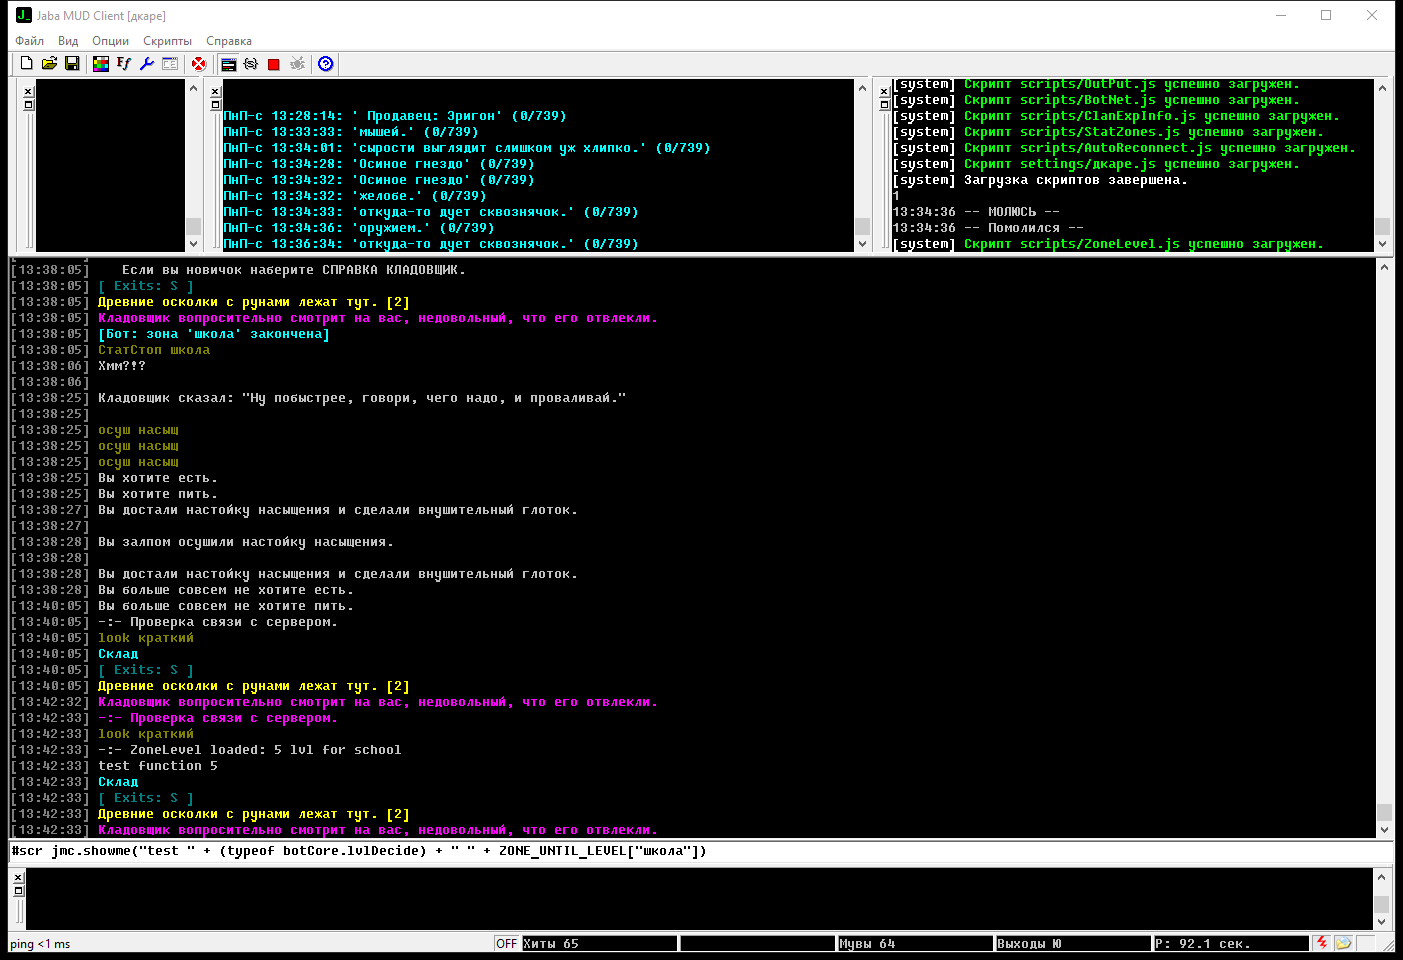 Jaba MUD Client [дкаре]
Файл Вид Опции Скрипты Справка
ПнП-с 13:28:14: ' Продавец: Эригон' (0/739)
ПнП-с 13:33:33: 'мышей.' (0/739)
ПнП-с 13:34:01: 'сырости выглядит слишком уж хлипко.' (0/739)
ПнП-с 13:34:28: 'Осиное гнездо' (0/739)
ПнП-с 13:34:32: 'Осиное гнездо' (0/739)
ПнП-с 13:34:32: 'желобе.' (0/739)
ПнП-с 13:34:33: 'откуда-то дует сквознячок.' (0/739)
ПнП-с 13:34:36: 'оружием.' (0/739)
ПнП-с 13:36:34: 'откуда-то дует сквознячок.' (0/739)
[system] Скрипт scripts/OutPut.js успешно загружен.
[system] Скрипт scripts/BotNet.js успешно загружен.
[system] Скрипт scripts/ClanExpInfo.js успешно загружен.
[system] Скрипт scripts/StatZones.js успешно загружен.
[system] Скрипт scripts/AutoReconnect.js успешно загружен.
[system] Скрипт settings/дкаре.js успешно загружен.
[system] Загрузка скриптов завершена.
1
13:34:36 -- МОЛЮСЬ --
13:34:36 -- Помолился --
[system] Скрипт scripts/ZoneLevel.js успешно загружен.
[13:38:05] Если вы новичок наберите СПРАВКА КЛАДОВЩИК.
[13:38:05] [ Exits: S ]
[13:38:05] Древние осколки с рунами лежат тут. [2]
[13:38:05] Кладовщик вопросительно смотрит на вас, недовольный, что его отвлекли.
[13:38:05] [Бот: зона 'школа' закончена]
[13:38:05] СтатСтоп школа
[13:38:06] Хмм?!?
[13:38:06]
[13:38:25] Кладовщик сказал: "Ну побыстрее, говори, чего надо, и проваливай."
[13:38:25]
[13:38:25] осуш насыщ
[13:38:25] осуш насыщ
[13:38:25] осуш насыщ
[13:38:25] Вы хотите есть.
[13:38:25] Вы хотите пить.
[13:38:27] Вы достали настойку насыщения и сделали внушительный глоток.
[13:38:27]
[13:38:28] Вы залпом осушили настойку насыщения.
[13:38:28]
[13:38:28] Вы достали настойку насыщения и сделали внушительный глоток.
[13:38:28] Вы больше совсем не хотите есть.
[13:40:05] Вы больше совсем не хотите пить.
[13:40:05] -:- Проверка связи с сервером.
[13:40:05] look краткий
[13:40:05] Склад
[13:40:05] [ Exits: S ]
[13:40:05] Древние осколки с рунами лежат тут. [2]
[13:42:32] Кладовщик вопросительно смотрит на вас, недовольный, что его отвлекли.
[13:42:33] -:- Проверка связи с сервером.
[13:42:33] look краткий
[13:42:33] -:- ZoneLevel loaded: 5 lvl for school
[13:42:33] test function 5
[13:42:33] Склад
[13:42:33] [ Exits: S ]
[13:42:33] Древние осколки с рунами лежат тут. [2]
[13:42:33] Кладовщик вопросительно смотрит на вас, недовольный, что его отвлекли.
#scr jmc.showme("test " + (typeof botCore.lvlDecide) + " " + ZONE_UNTIL_LEVEL["школа"])
ping <1 ms OFF Хиты 65 Мувы 64 Выходы Ю Р: 92.1 сек.